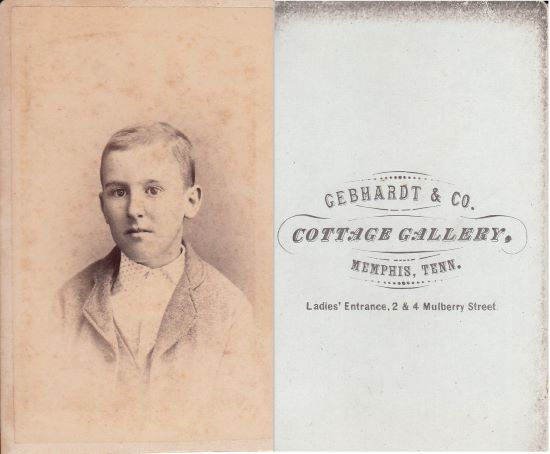 GEBHARDT & CO.
COTTAGE GALLERY,
MEMPHIS, TENN.
Ladies' Entrance, 2 & 4 Mulberry Street